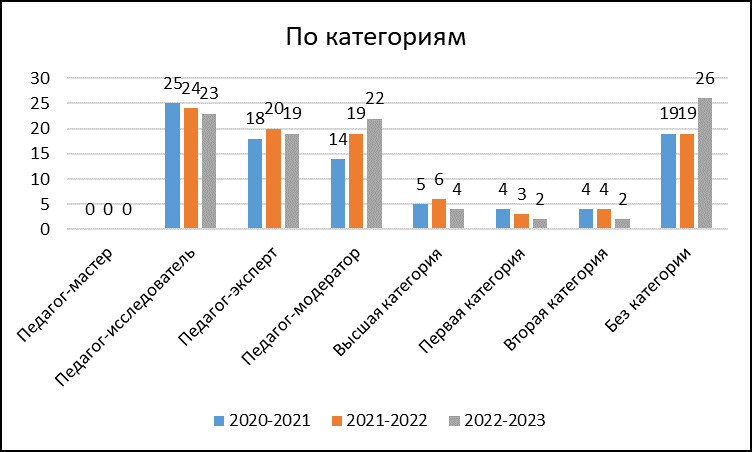 По категориям
30
25
20
15
10
5
0
0 0 0
25 24 23
18 20 19
14 19 22
5 6 4
4 3 2
4 4 2
19 19 26
Педагог-мастер
Педагог-исследователь
Педагог-эксперт
Педагог-модератор
Высшая категория
Первая категория
Вторая категория
Без категории
2020-2021 2021-2022 2022-2023